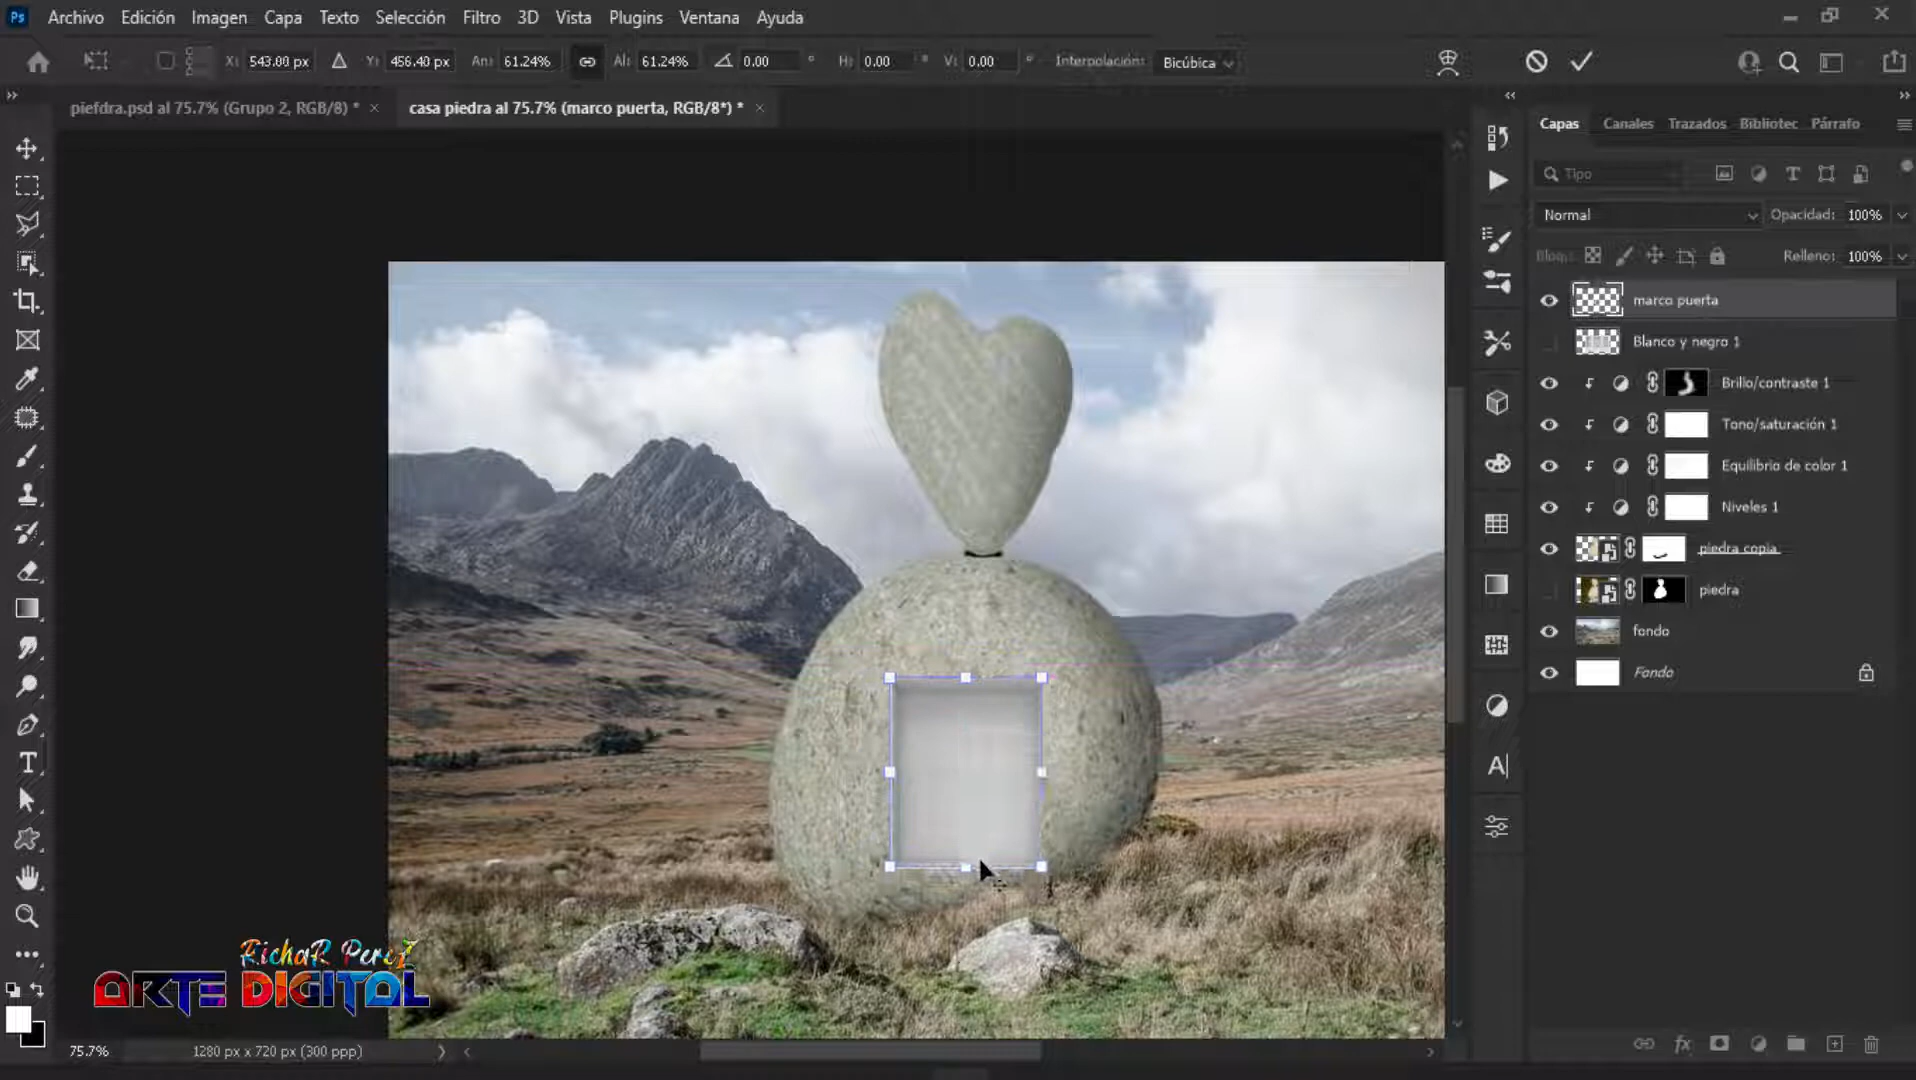 Ps Archivo Edición Imagen Capa Texto Selección Filtro 3D Vista Plugins Ventana Ayuda
X: 543.00 px Y: 456.40 px An: 61.24% Al: 61.24% 0.00 ° H: 0.00 ° V: 0.00 ° Interpolación: Bicúbica
piefdra.psd al 75.7% (Grupo 2, RGB/8) * × casa piedra al 75.7% (marco puerta, RGB/8*) * ×
Capas Canales Trazados Bibliotec Párrafo
Tipo
Normal Opacidad: 100%
Bloq.: Relleno: 100%
marco puerta
Blanco y negro 1
Brillo/contraste 1
Tono/saturación 1
Equilibrio de color 1
Niveles 1
piedra copia
piedra
fondo
Fondo
RichaR PereZ
ARTE DIGITAL
75.7% 1280 px x 720 px (300 ppp)